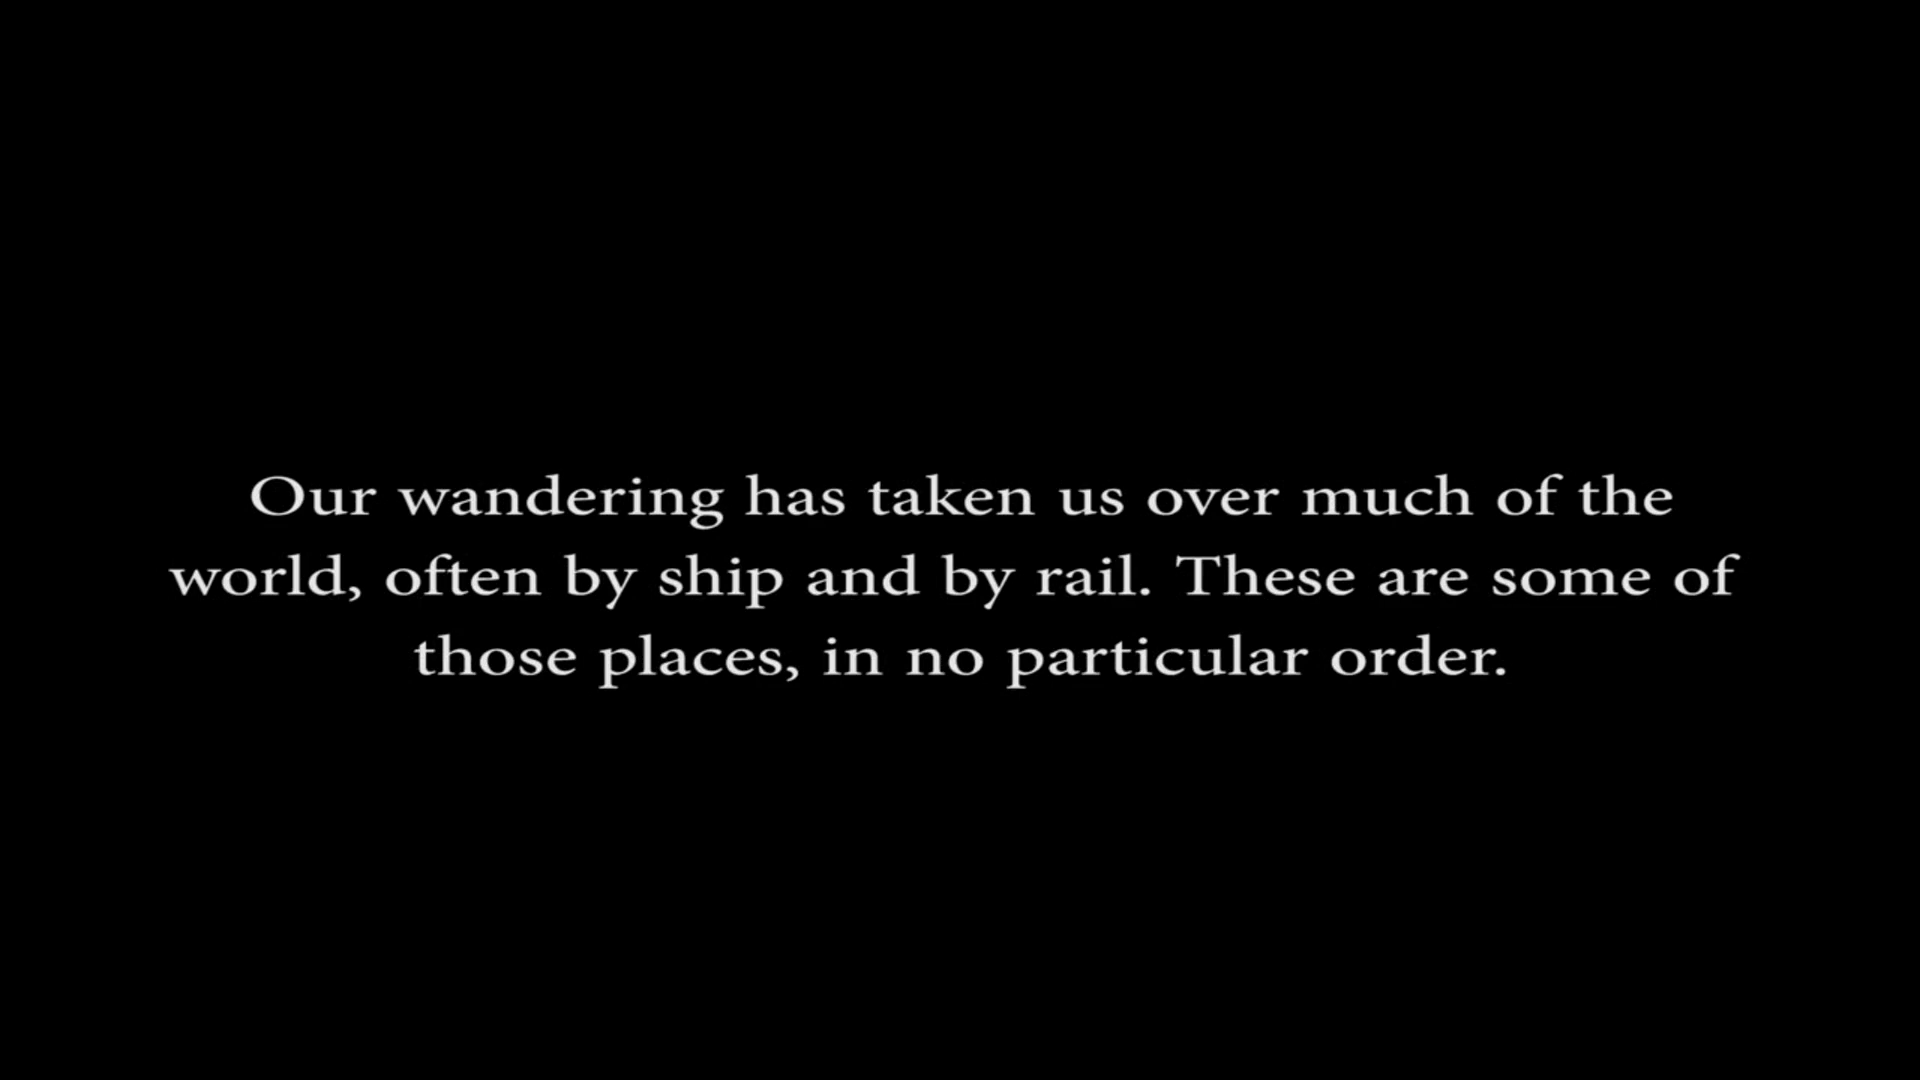 Our wandering has taken us over much of the
world, often by ship and by rail. These are some of
those places, in no particular order.